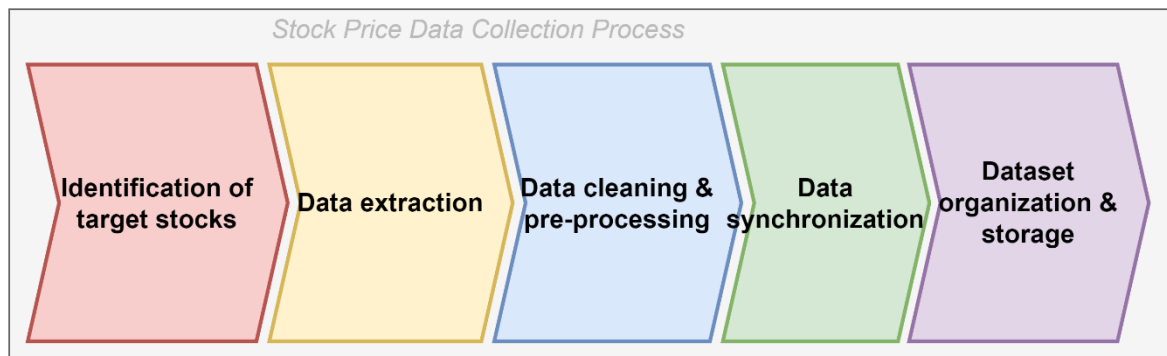 Stock Price Data Collection Process
Identification of
target stocks
Data extraction
Data cleaning &
pre-processing
Data
synchronization
Dataset
organization &
storage